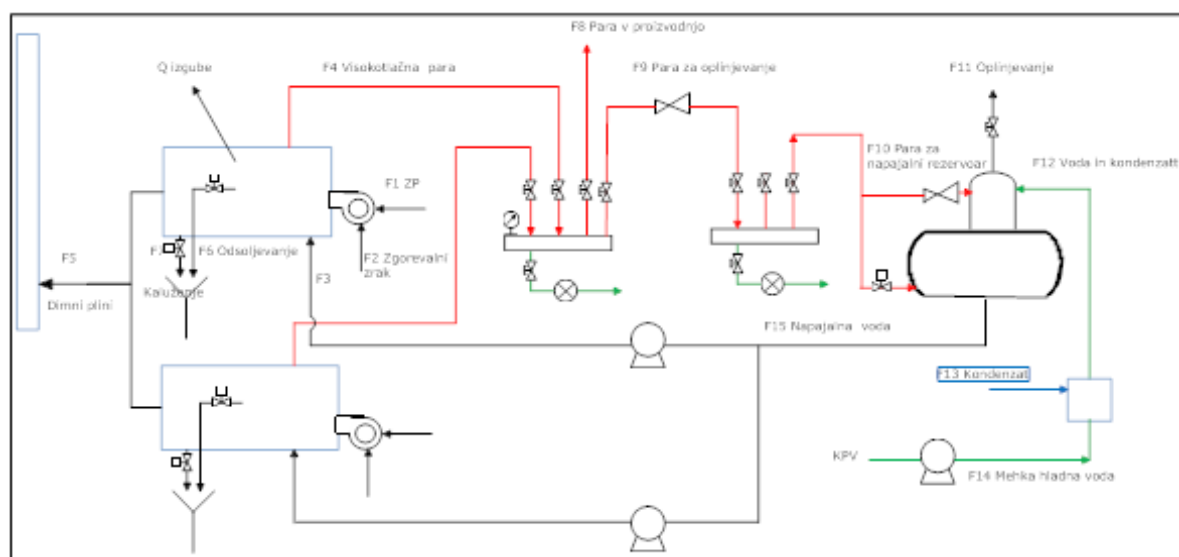 F8 Para v proizvodnjo
Q izgube
F4 Visokotlačna para
F9 Para za oplinjevanje
F11 Oplinjevanje
F10 Para za
napajalni rezervoar
F12 Voda in kondenzatt
F1 ZP
F6 Odsoljevanje
F2 Zgorevalni
zrak
F5
F3
Kaluženje
Dimni plini
F15 Napajalna voda
F13 Kondenzat
KPV
F14 Mehka hladna voda